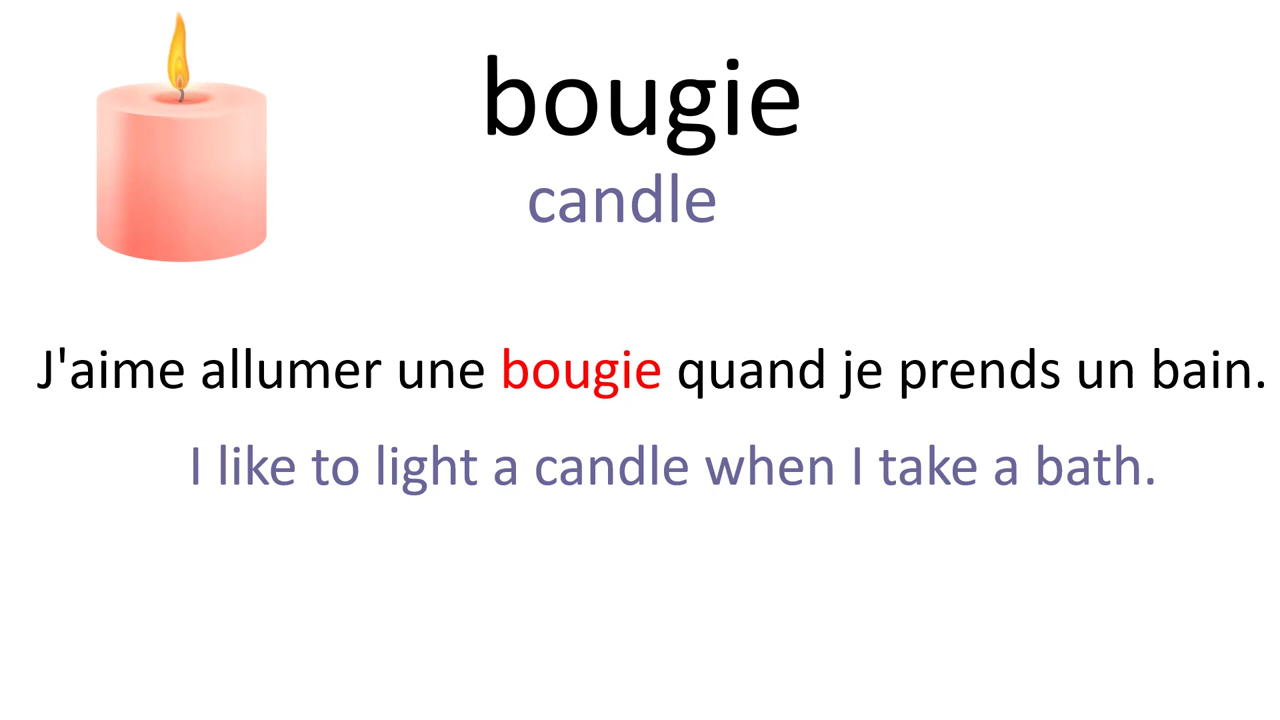 bougie
candle
J'aime allumer une bougie quand je prends un bain.
I like to light a candle when I take a bath.